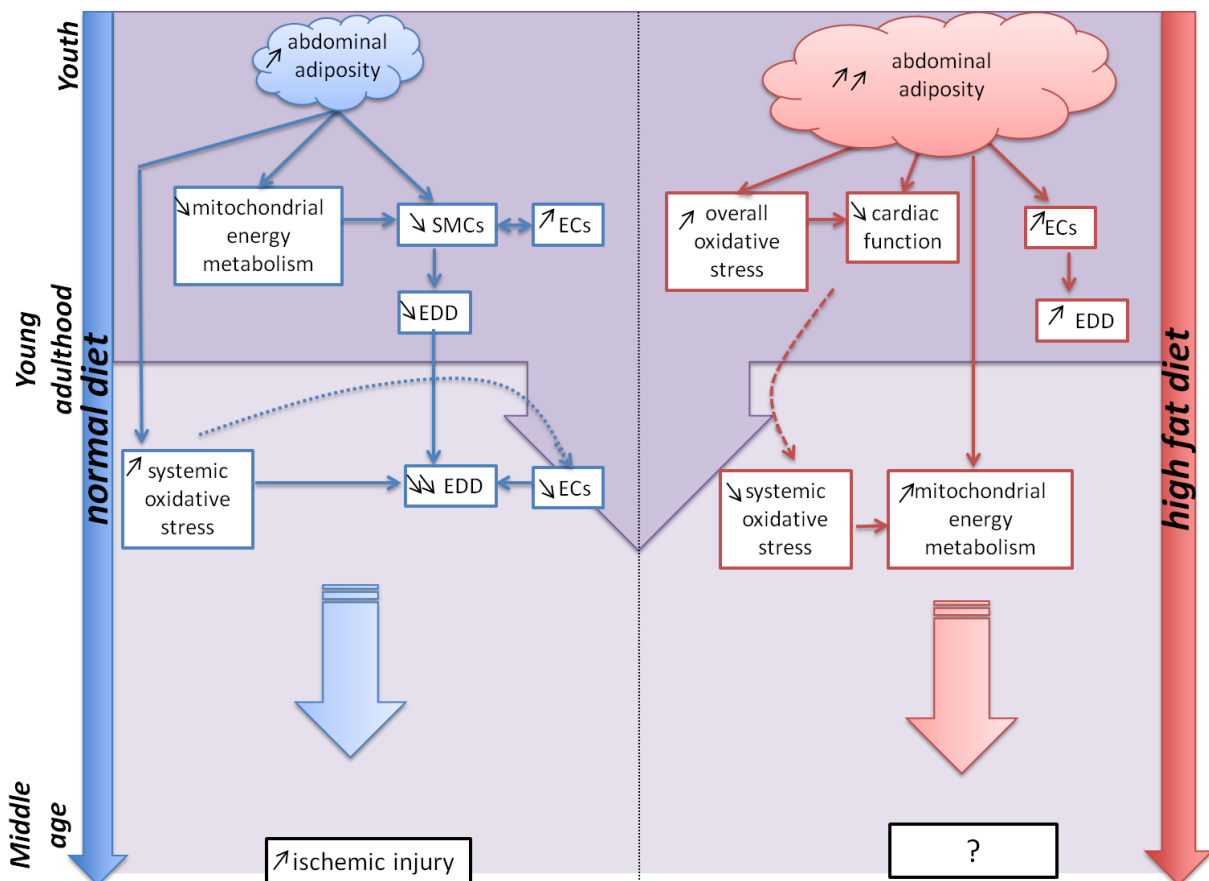 Youth
Young
adulthood
Middle
age
normal diet
high fat diet
↗ abdominal
adiposity
↘ mitochondrial
energy
metabolism
↘ SMCs
↗ ECs
↘ EDD
↗ systemic
oxidative
stress
↘↘ EDD
↘ ECs
↗ ischemic injury
↗↗ abdominal
adiposity
↗ overall
oxidative
stress
↘ cardiac
function
↗ ECs
↗ EDD
↘ systemic
oxidative
stress
↗ mitochondrial
energy
metabolism
?